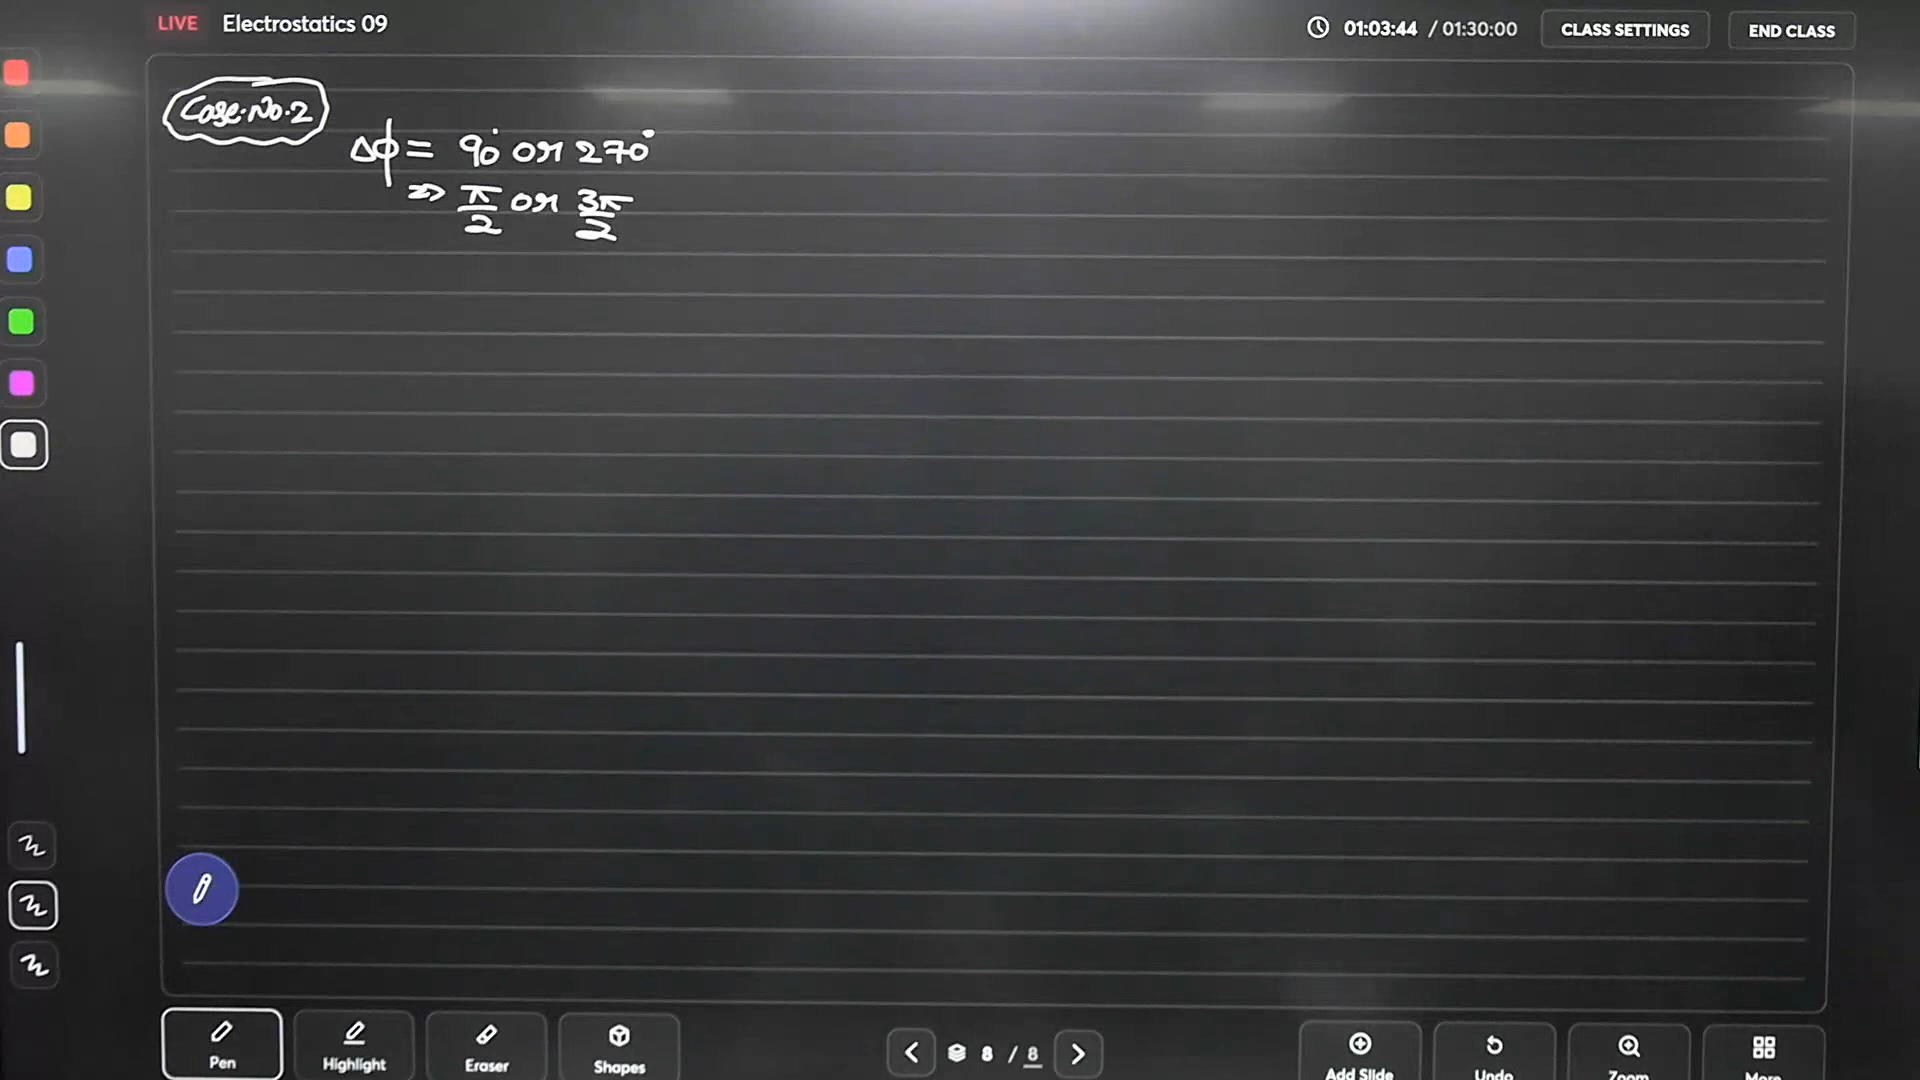 LIVE Electrostatics 09 01:03:44 / 01:30:00 CLASS SETTINGS END CLASS
Case.No.2
Δϕ = 90° or 270°
⇒ π/2 or 3π/2
Pen Highlight Eraser Shapes 8 / 8 Add Slide Undo Zoom More